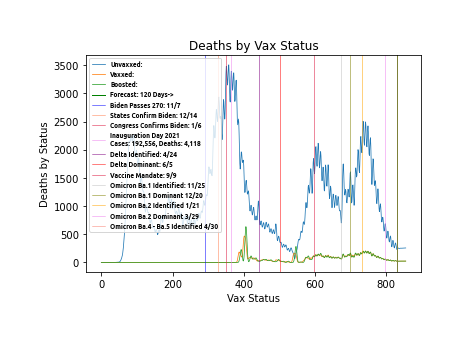 Deaths by Vax Status
Deaths by Vax Status
3500
3000
2500
2000
1500
1000
500
0
Unvaxxed:
Vaxxed:
Boosted:
Forecast: 120 Days->
Biden Passes 270: 11/7
States Confirms Biden: 12/14
Congress Confirms Biden: 1/6
Inauguration Day 2021
Cases: 192,556, Deaths: 4,118
Delta Identified: 4/24
Delta Dominant: 6/5
Vaccine Mandate: 9/9
Omicron Ba.1 Identified: 11/25
Omicron Ba.1 Dominant 12/20
Omicron Ba.2 Identified 1/21
Omicron Ba.2 Dominant 3/29
Omicron Ba.4 - Ba.5 Identified 4/30
0 200 400 600 800
Vax Status